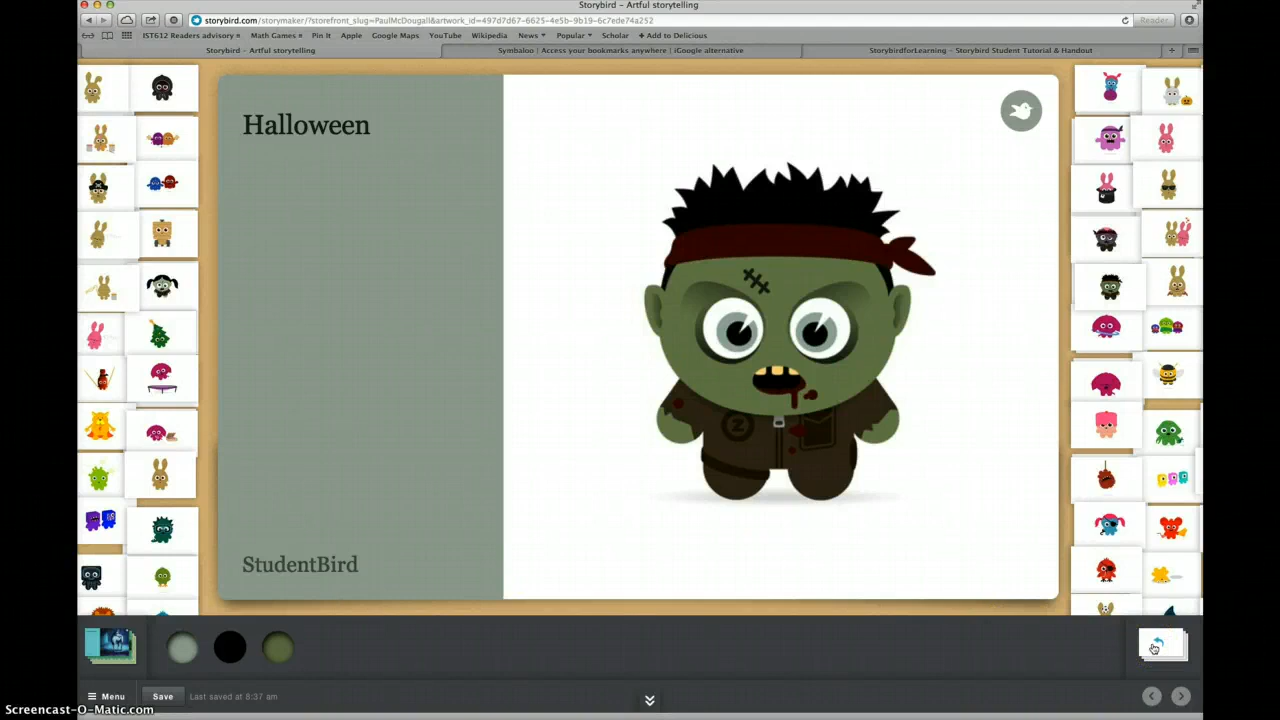 Storybird – Artful storytelling
storybird.com/storymaker/?storefront_slug=PaulMcDougall&artwork_id=497d7d67-6625-4e5b-9b19-6c7ede74a252
Reader
IST612 Readers advisory
Math Games
Pin It
Apple
Google Maps
YouTube
Wikipedia
News
Popular
Scholar
+ Add to Delicious
Storybird – Artful storytelling
Symbaloo | Access your bookmarks anywhere | iGoogle alternative
StorybirdforLearning - Storybird Student Tutorial & Handout
Halloween
Z
StudentBird
Menu
Save
Last saved at 8:37 am
Screencast-O-Matic.com